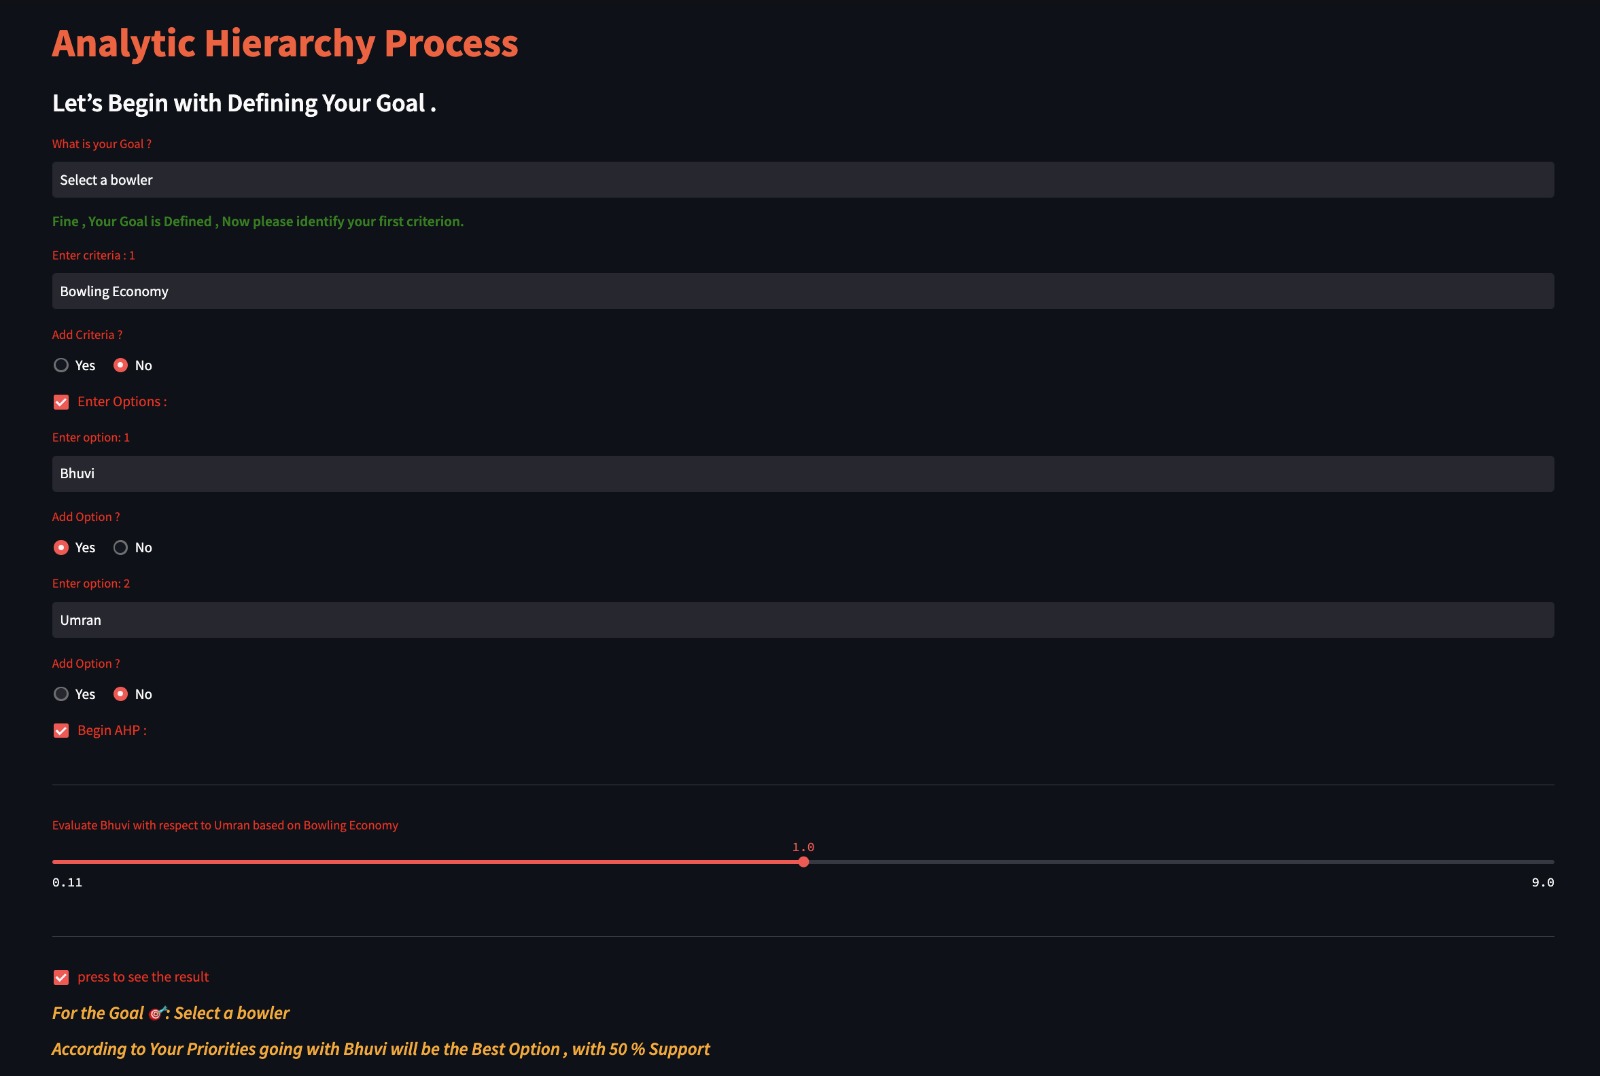 Analytic Hierarchy Process
Let’s Begin with Defining Your Goal .
What is your Goal ?
Select a bowler
Fine , Your Goal is Defined , Now please identify your first criterion.
Enter criteria : 1
Bowling Economy
Add Criteria ?
Yes No
Enter Options :
Enter option: 1
Bhuvi
Add Option ?
Yes No
Enter option: 2
Umran
Add Option ?
Yes No
Begin AHP :
Evaluate Bhuvi with respect to Umran based on Bowling Economy
1.0
0.11 9.0
press to see the result
For the Goal 🎯: Select a bowler
According to Your Priorities going with Bhuvi will be the Best Option , with 50 % Support